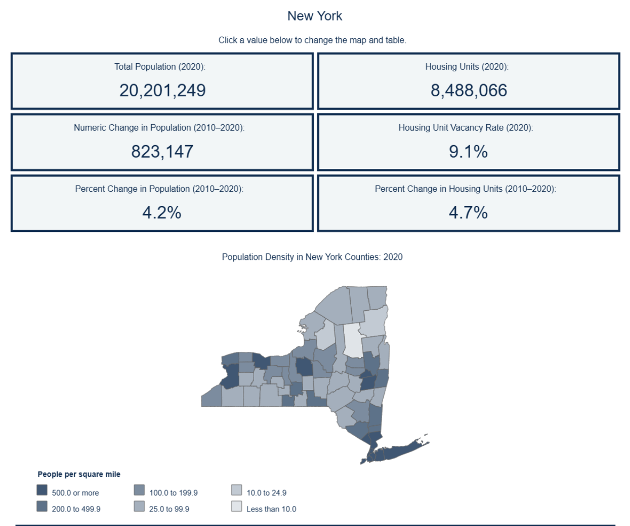 New York
Click a value below to change the map and table.
Total Population (2020):
20,201,249
Housing Units (2020):
8,488,066
Numeric Change in Population (2010–2020):
823,147
Housing Unit Vacancy Rate (2020):
9.1%
Percent Change in Population (2010–2020):
4.2%
Percent Change in Housing Units (2010–2020):
4.7%
Population Density in New York Counties: 2020
People per square mile
500.0 or more
100.0 to 199.9
10.0 to 24.9
200.0 to 499.9
25.0 to 99.9
Less than 10.0